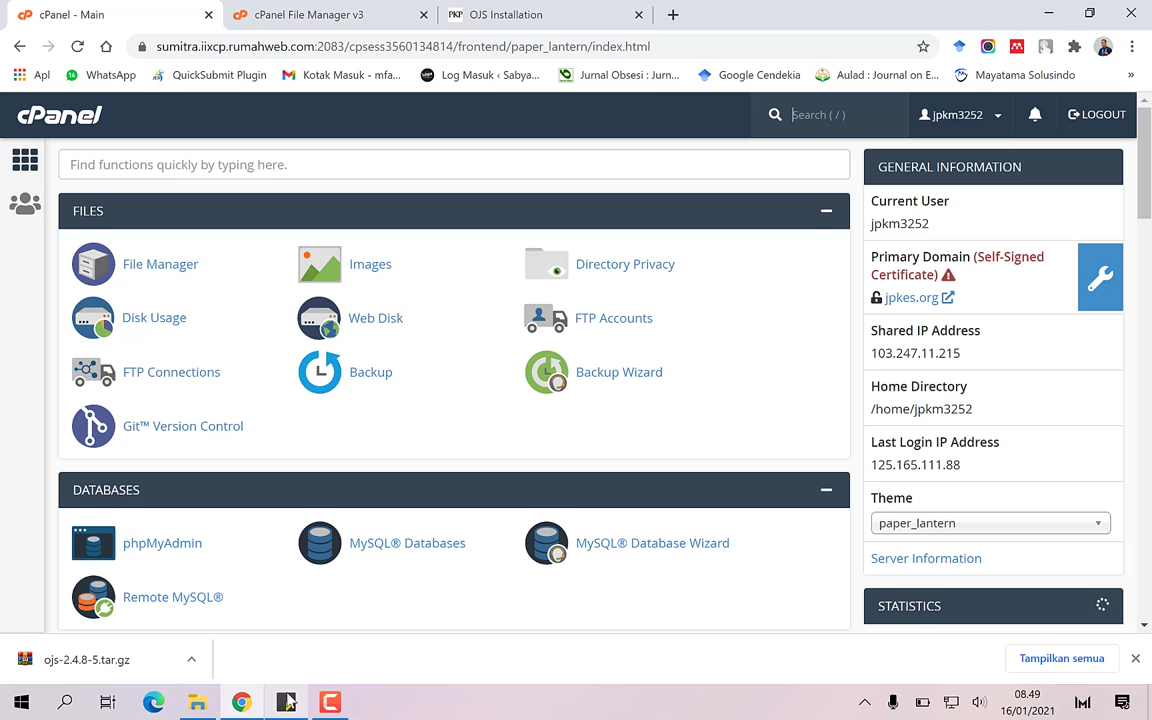 cPanel - Main
cPanel File Manager v3
PKP OJS Installation
sumitra.iixcp.rumahweb.com:2083/cpsess3560134814/frontend/paper_lantern/index.html
Apl
WhatsApp
QuickSubmit Plugin
Kotak Masuk - mfa...
Log Masuk ‹ Sabya...
Jurnal Obsesi : Jurn...
Google Cendekia
Aulad : Journal on E...
Mayatama Solusindo
»
cPanel
Search ( / )
jpkm3252
LOGOUT
Find functions quickly by typing here.
FILES
File Manager
Images
Directory Privacy
Disk Usage
Web Disk
FTP Accounts
FTP Connections
Backup
Backup Wizard
Git™ Version Control
DATABASES
phpMyAdmin
MySQL® Databases
MySQL® Database Wizard
Remote MySQL®
GENERAL INFORMATION
Current User
jpkm3252
Primary Domain (Self-Signed
Certificate)
jpkes.org
Shared IP Address
103.247.11.215
Home Directory
/home/jpkm3252
Last Login IP Address
125.165.111.88
Theme
paper_lantern
Server Information
STATISTICS
ojs-2.4.8-5.tar.gz
Tampilkan semua
08.49
16/01/2021